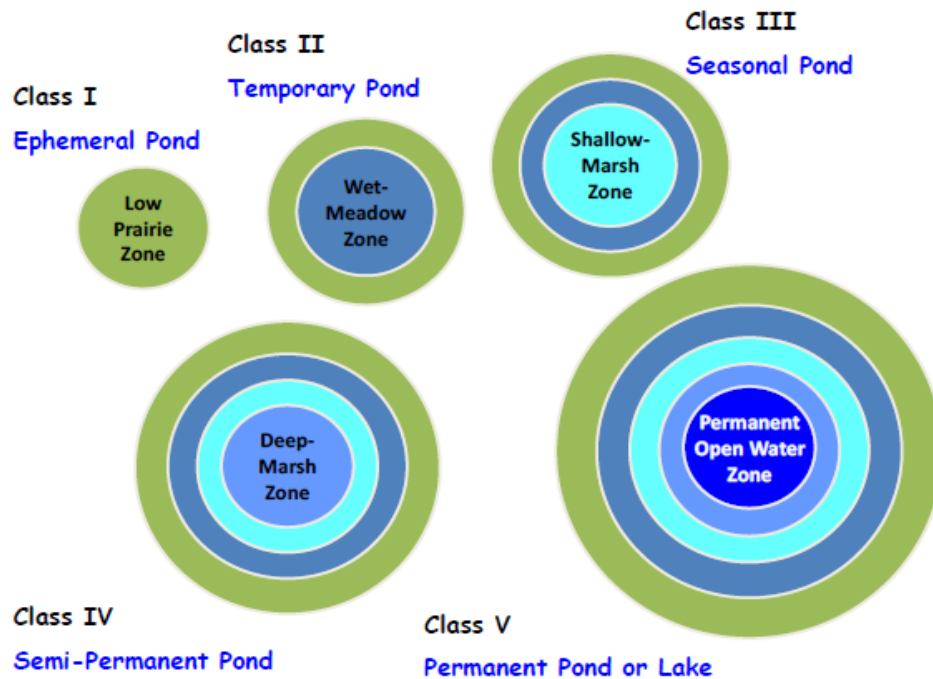 Class I
Ephemeral Pond
Low
Prairie
Zone
Class II
Temporary Pond
Wet-
Meadow
Zone
Class III
Seasonal Pond
Shallow-
Marsh
Zone
Deep-
Marsh
Zone
Class IV
Semi-Permanent Pond
Permanent
Open Water
Zone
Class V
Permanent Pond or Lake